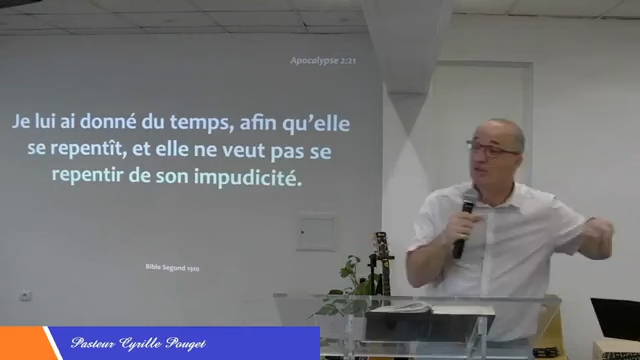 Apocalypse 2:21
Je lui ai donné du temps, afin qu'elle
se repentît, et elle ne veut pas se
repentir de son impudicité.
Bible Segond 1910
Pasteur Cyrille Pouget